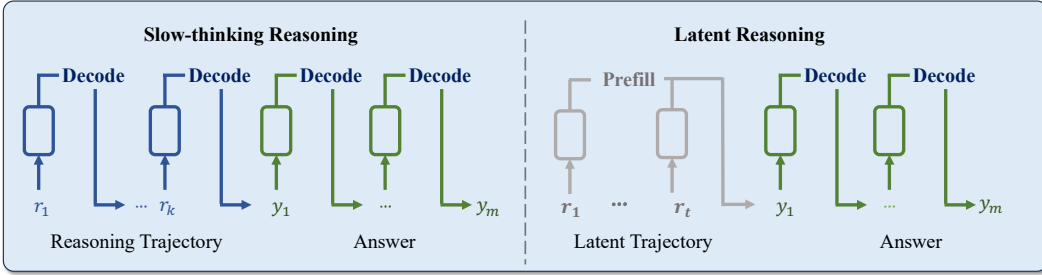 Slow-thinking Reasoning
Decode Decode Decode Decode
r₁ ... rₖ y₁ ... yₘ
Reasoning Trajectory Answer
Latent Reasoning
Prefill Decode Decode
r₁ ... rₜ y₁ ... yₘ
Latent Trajectory Answer